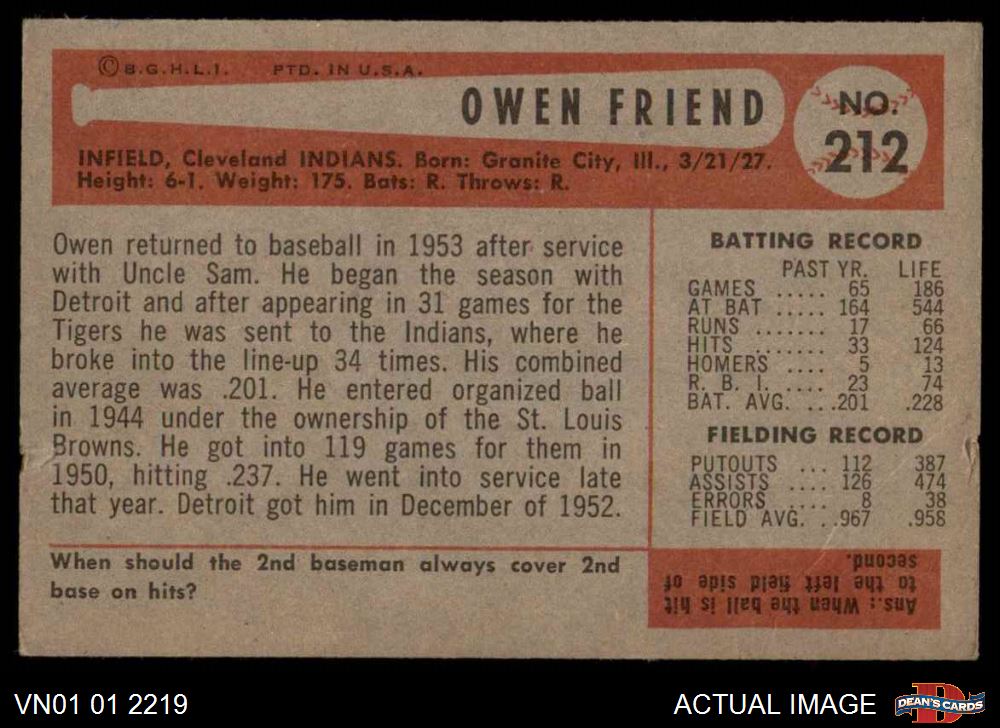 © B.G.H.L.I. PTD. IN U.S.A.
OWEN FRIEND
NO.
212
INFIELD, Cleveland INDIANS. Born: Granite City, Ill., 3/21/27.
Height: 6-1. Weight: 175. Bats: R. Throws: R.
Owen returned to baseball in 1953 after service
with Uncle Sam. He began the season with
Detroit and after appearing in 31 games for the
Tigers he was sent to the Indians, where he
broke into the line-up 34 times. His combined
average was .201. He entered organized ball
in 1944 under the ownership of the St. Louis
Browns. He got into 119 games for them in
1950, hitting .237. He went into service late
that year. Detroit got him in December of 1952.
BATTING RECORD
PAST YR. LIFE
GAMES ..... 65 186
AT BAT ..... 164 544
RUNS ....... 17 66
HITS ....... 33 124
HOMERS ..... 5 13
R. B. I. .... 23 74
BAT. AVG. ...201 .228
FIELDING RECORD
PUTOUTS ... 112 387
ASSISTS .... 126 474
ERRORS .... 8 38
FIELD AVG. . .967 .958
When should the 2nd baseman always cover 2nd
base on hits?
Ans.: When the ball is hit
to the left field side of
second.
VN01 01 2219
ACTUAL IMAGE
D
DEAN'S CARDS